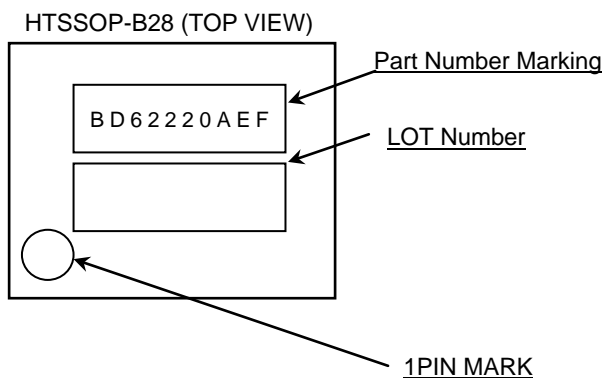 HTSSOP-B28 (TOP VIEW)
Part Number Marking
BD62220AEF
LOT Number
1PIN MARK